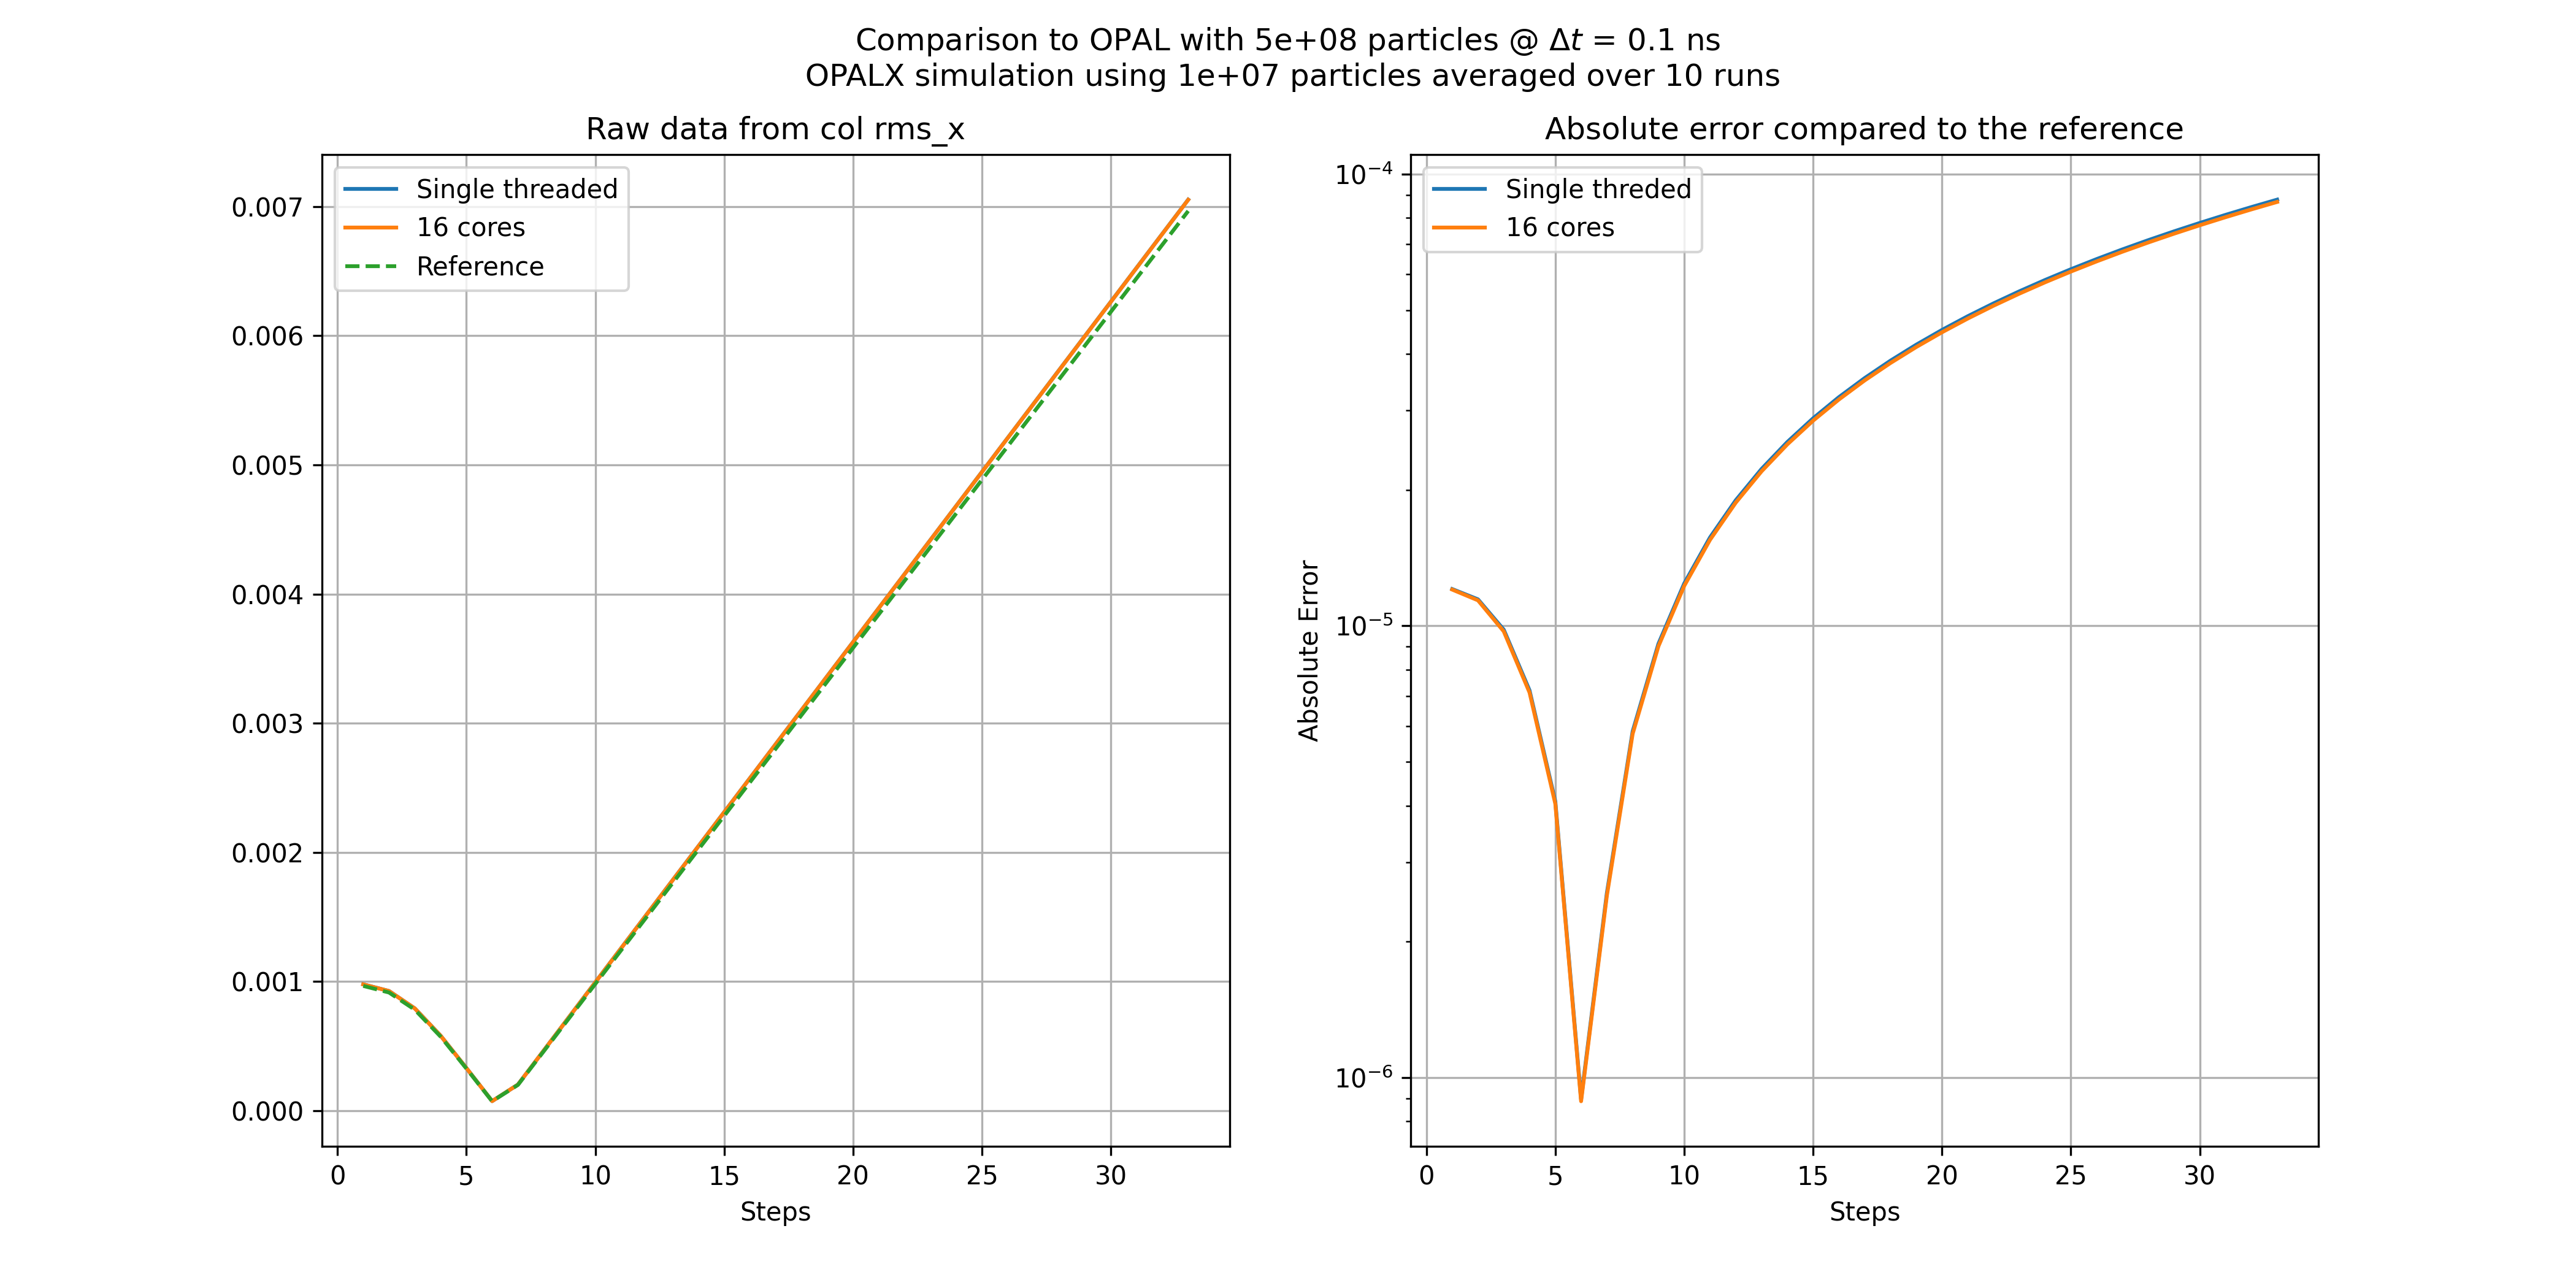 Comparison to OPAL with 5e+08 particles @ Δt = 0.1 ns
OPALX simulation using 1e+07 particles averaged over 10 runs
Raw data from col rms_x
Single threaded
16 cores
Reference
0.007
0.006
0.005
0.004
0.003
0.002
0.001
0.000
0
5
10
15
20
25
30
Steps
Absolute error compared to the reference
Single threded
16 cores
Absolute Error
10⁻⁴
10⁻⁵
10⁻⁶
0
5
10
15
20
25
30
Steps